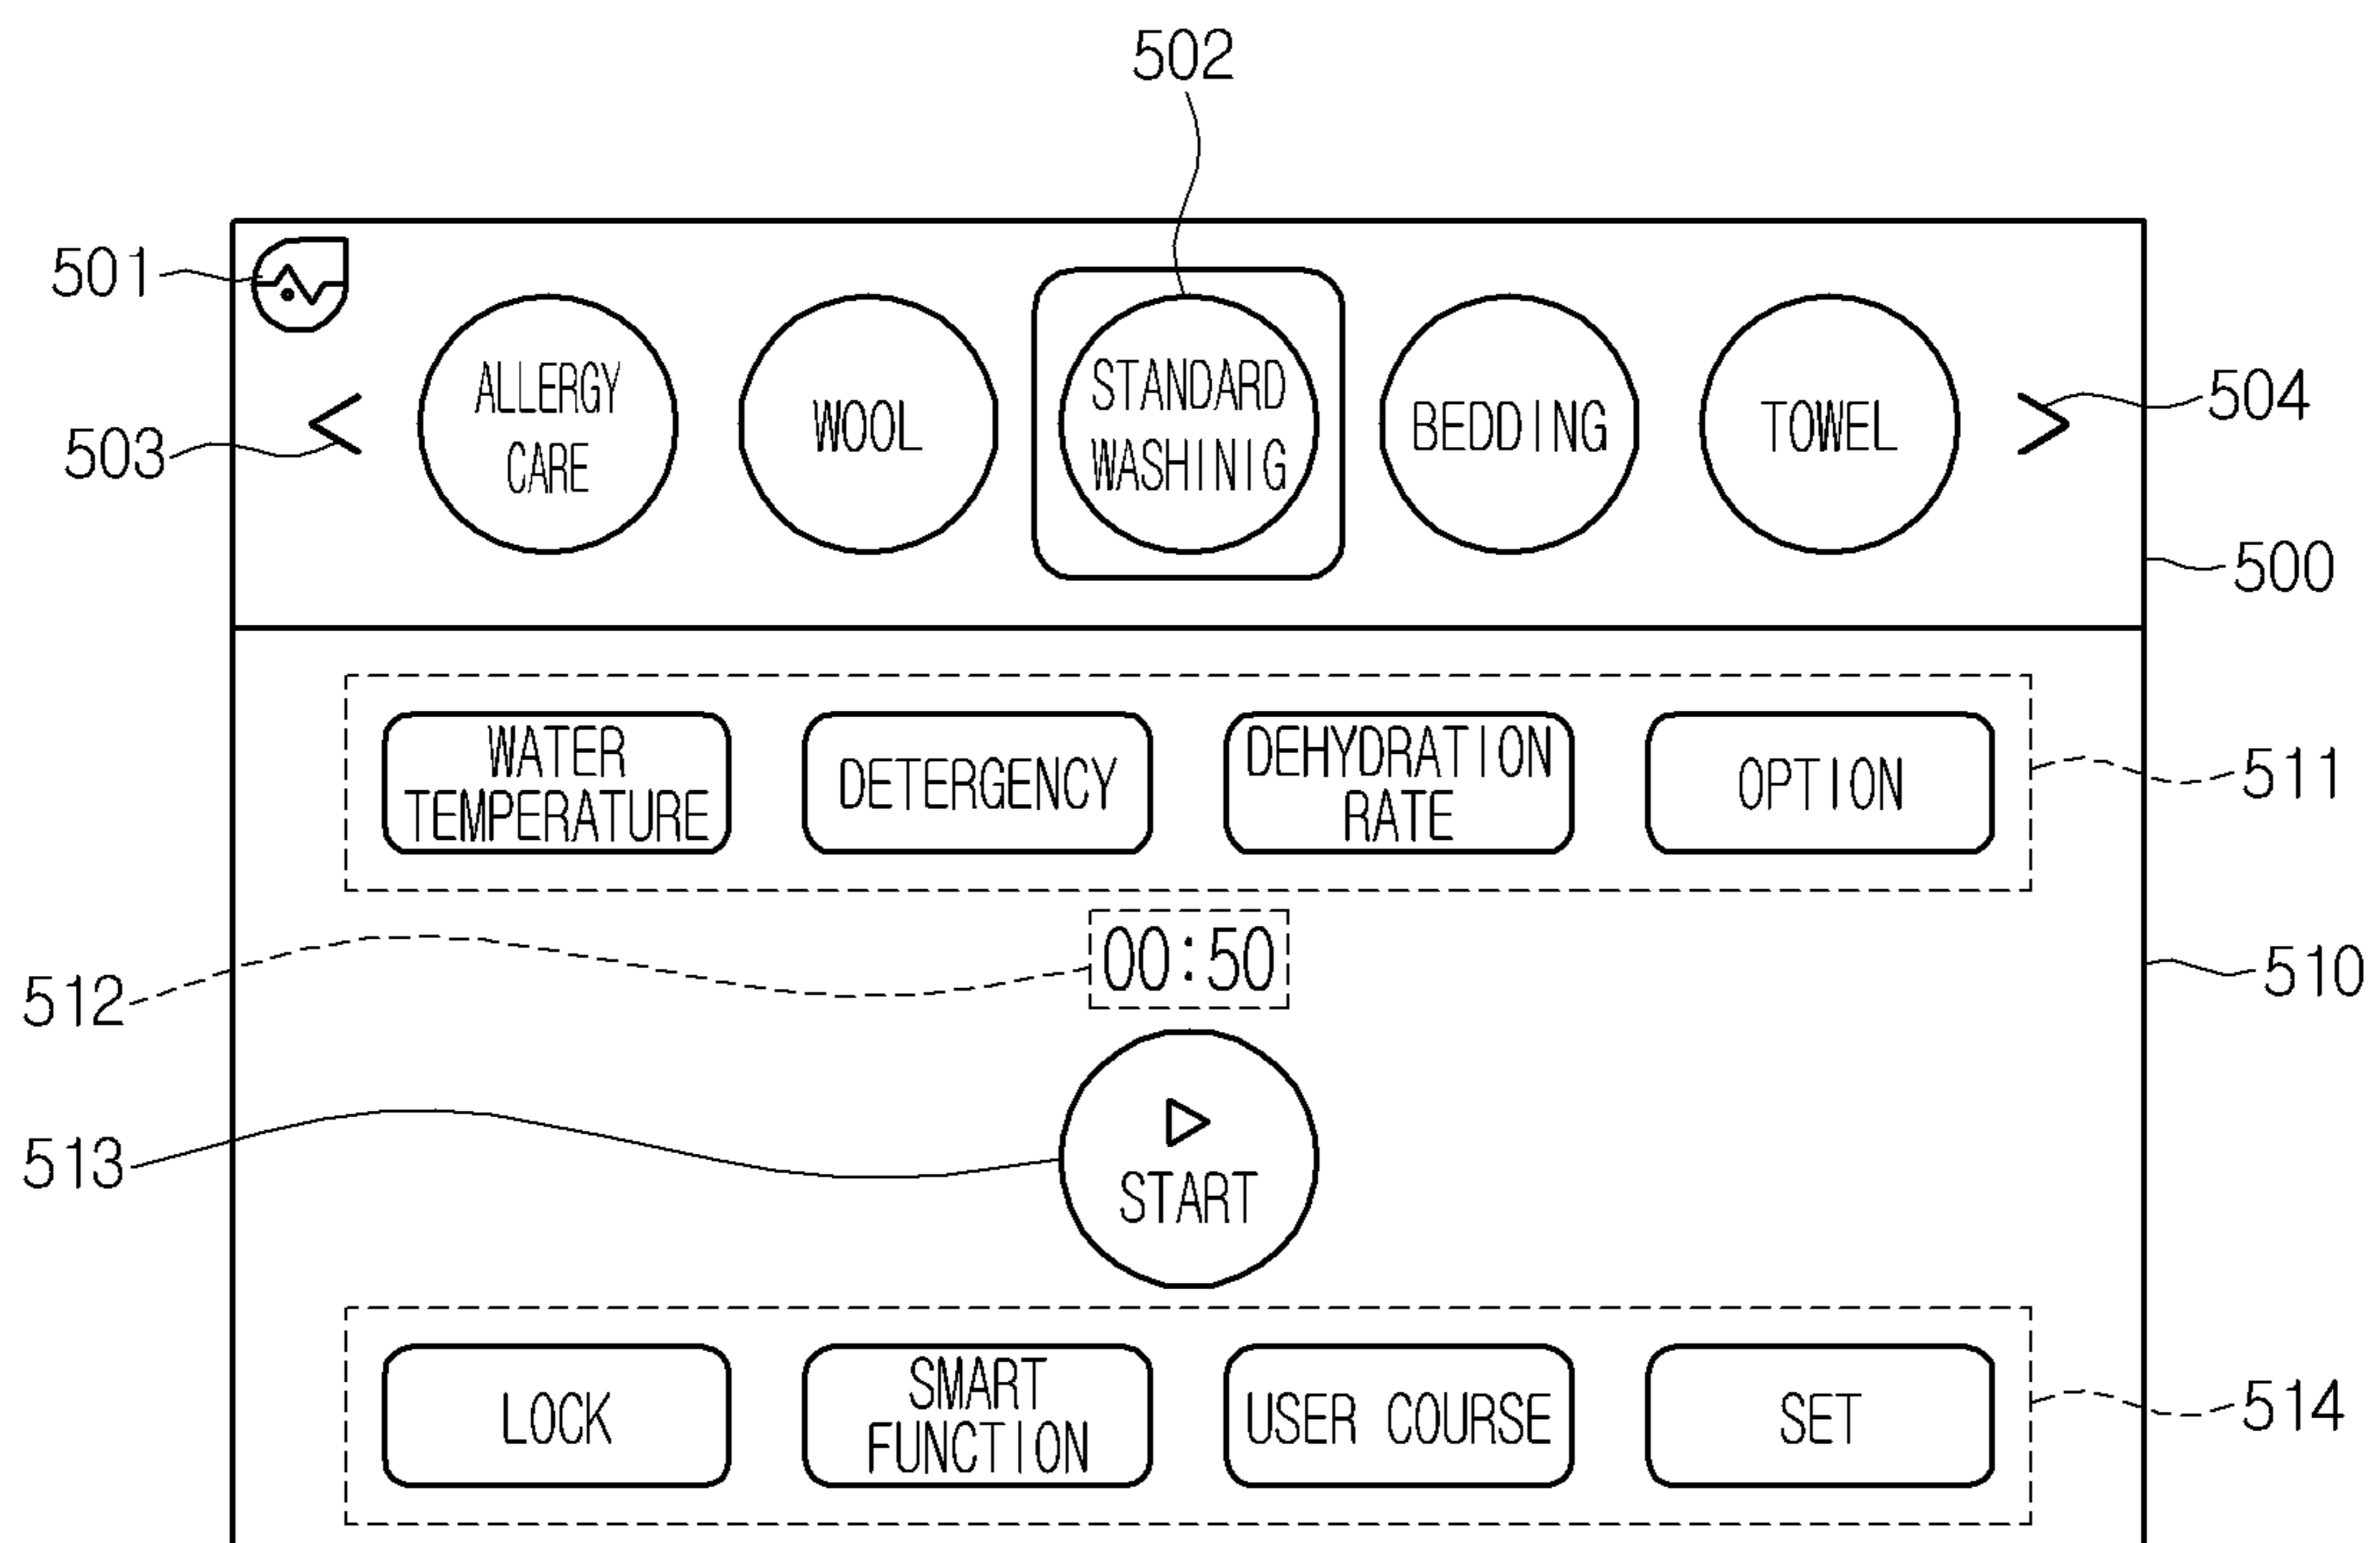 502
501
ALLERGY
CARE
WOOL
STANDARD
WASHINIG
BEDDING
TOWEL
504
503
500
WATER
TEMPERATURE
DETERGENCY
DEHYDRATION
RATE
OPTION
511
00:50
512
510
START
513
LOCK
SMART
FUNCTION
USER COURSE
SET
514